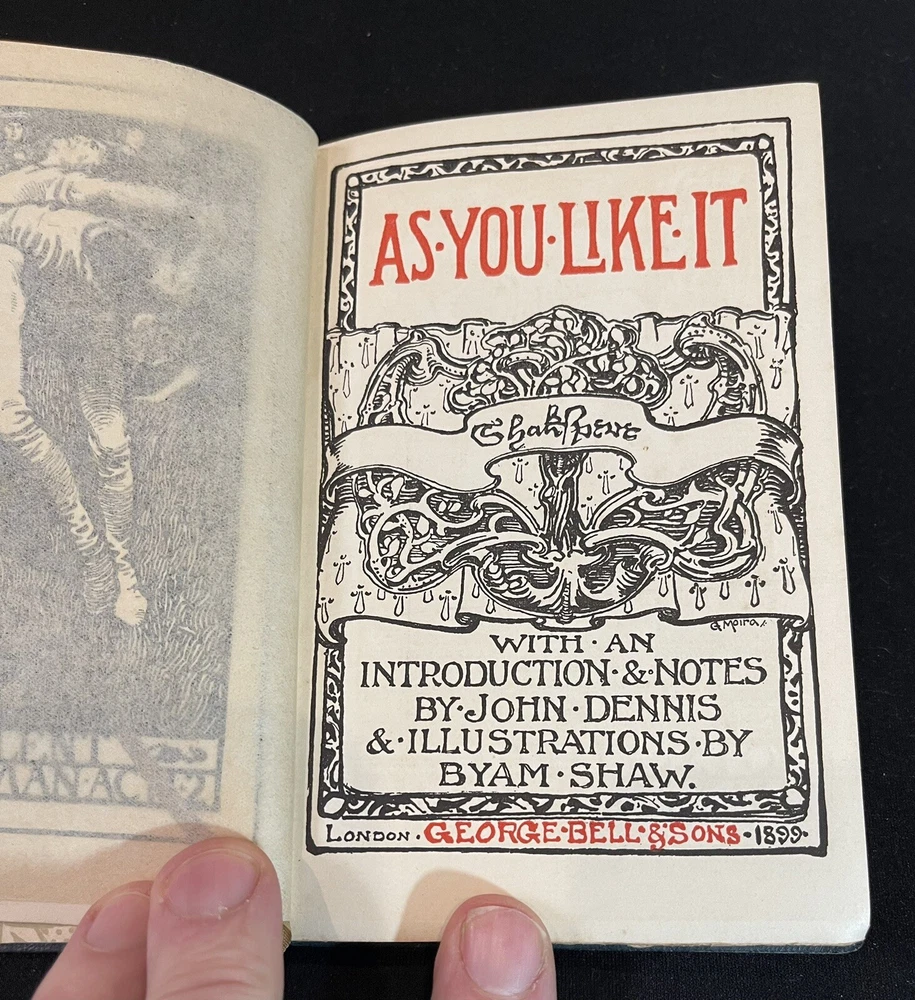 AS·YOU·LIKE·IT
Shakspere
G. Moira
WITH·AN
INTRODUCTION·&·NOTES
BY·JOHN·DENNIS
&·ILLUSTRATIONS·BY
BYAM·SHAW.
LONDON·GEORGE·BELL·&·SONS·1899·